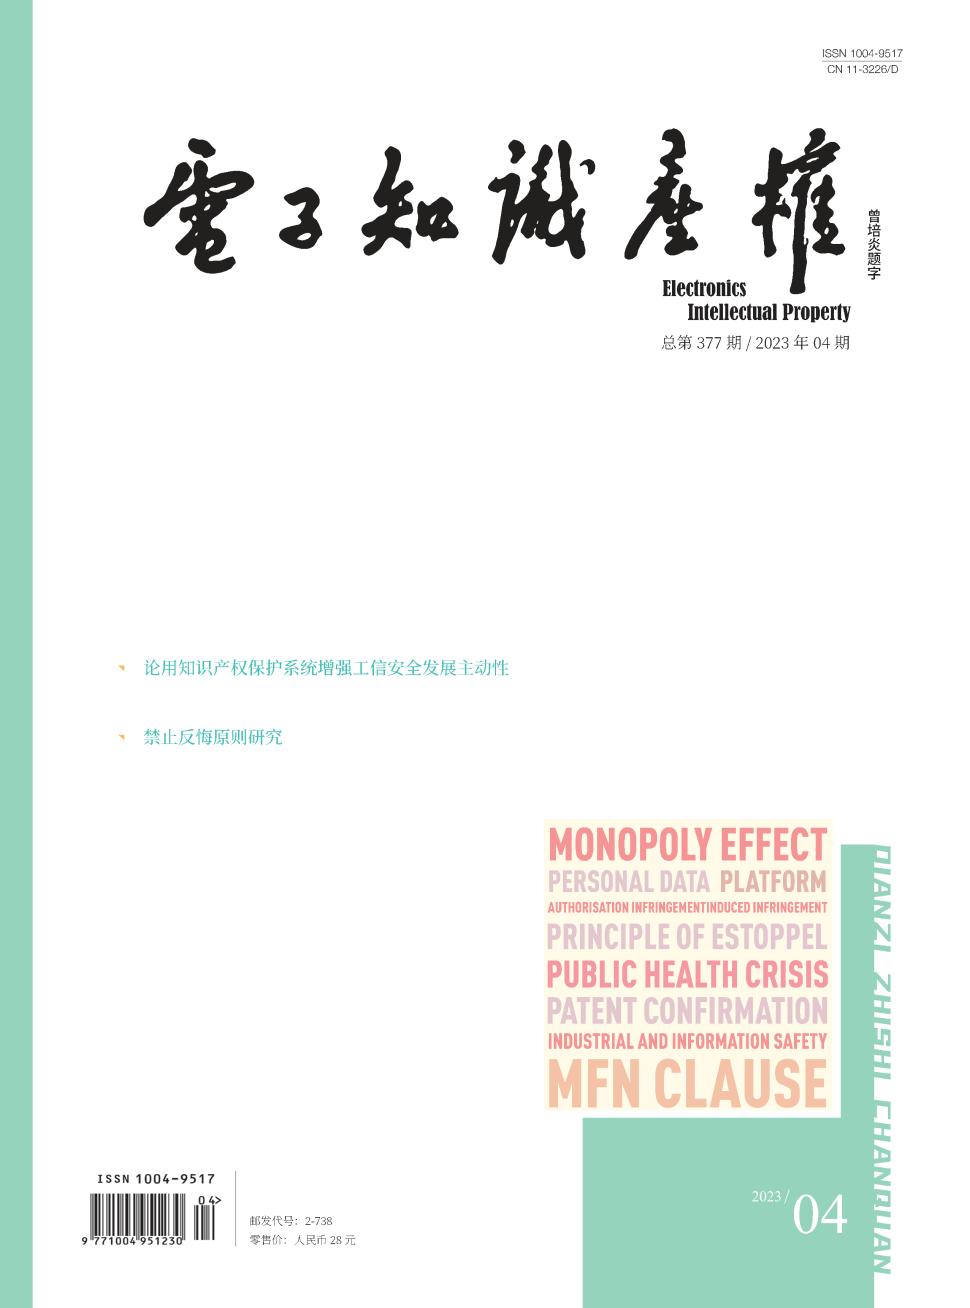 ISSN 1004-9517
CN 11-3226/D
電子知識產權
曾培炎题字
Electronics
Intellectual Property
总第 377 期 / 2023 年 04 期
论用知识产权保护系统增强工信安全发展主动性
禁止反悔原则研究
MONOPOLY EFFECT
PERSONAL DATA PLATFORM
AUTHORISATION INFRINGEMENTINDUCED INFRINGEMENT
PRINCIPLE OF ESTOPPEL
PUBLIC HEALTH CRISIS
PATENT CONFIRMATION
INDUSTRIAL AND INFORMATION SAFETY
MFN CLAUSE
DIANZI ZHISHI CHANQUAN
2023 / 04
ISSN 1004-9517
04>
9 771004 951230
邮发代号：2-738
零售价：人民币 28 元